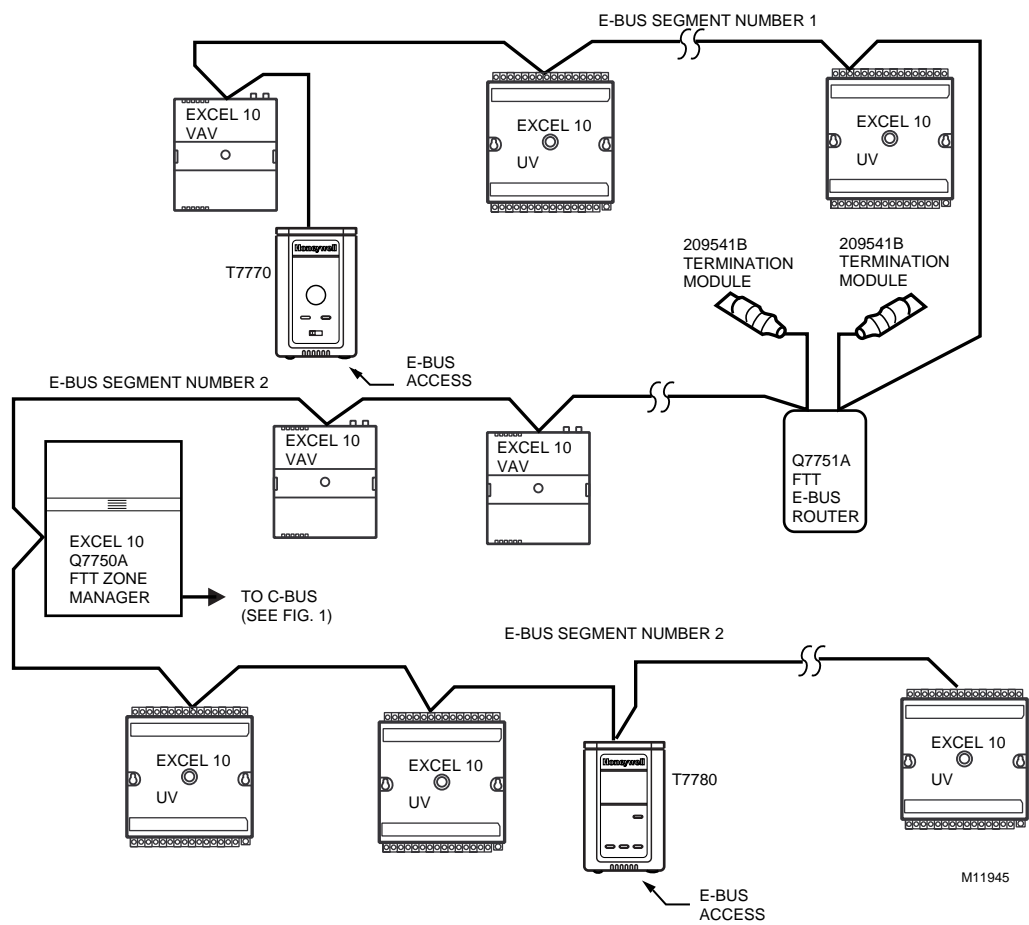 E-BUS SEGMENT NUMBER 1
EXCEL 10
VAV
EXCEL 10
UV
EXCEL 10
UV
Honeywell
T7770
209541B
TERMINATION
MODULE
209541B
TERMINATION
MODULE
E-BUS
ACCESS
E-BUS SEGMENT NUMBER 2
EXCEL 10
VAV
EXCEL 10
VAV
Q7751A
FTT
E-BUS
ROUTER
EXCEL 10
Q7750A
FTT ZONE
MANAGER
TO C-BUS
(SEE FIG. 1)
E-BUS SEGMENT NUMBER 2
EXCEL 10
UV
EXCEL 10
UV
Honeywell
T7780
EXCEL 10
UV
E-BUS
ACCESS
M11945